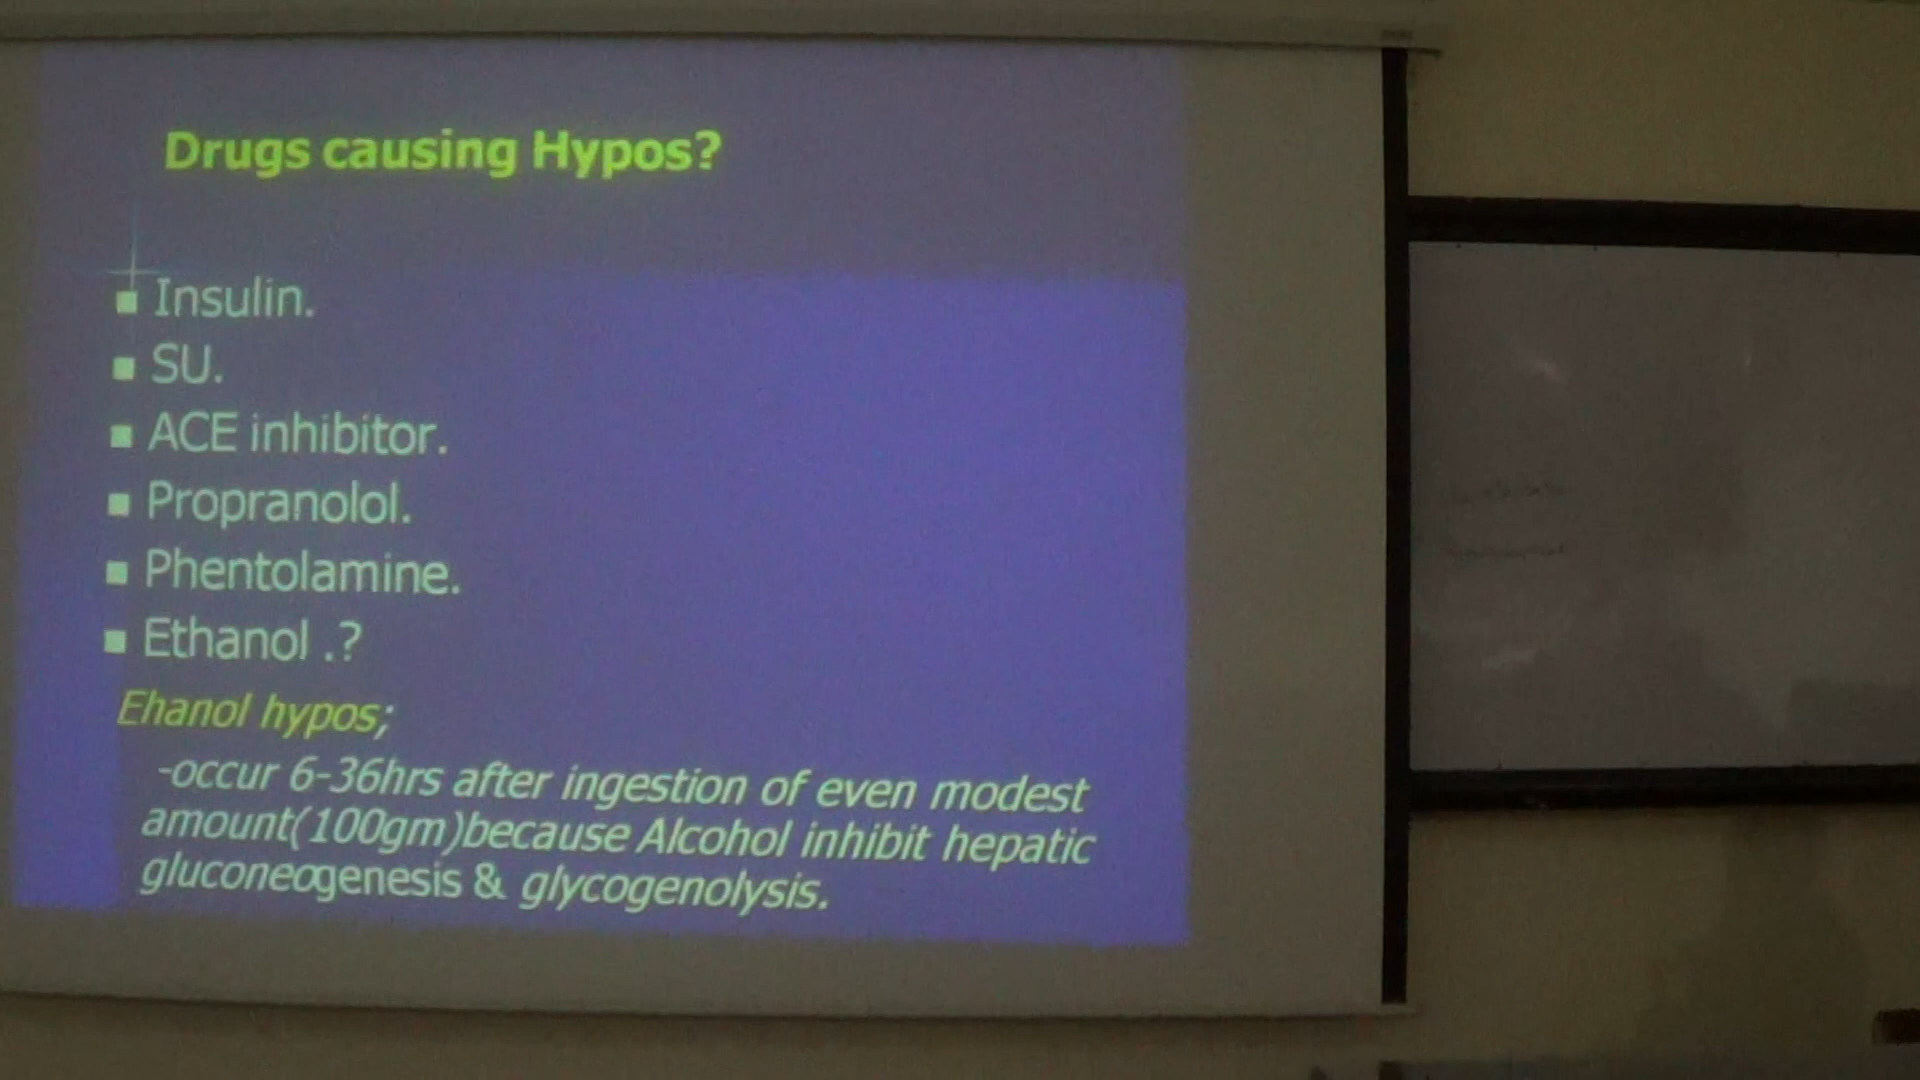 Drugs causing Hypos?
Insulin.
SU.
ACE inhibitor.
Propranolol.
Phentolamine.
Ethanol .?
Ehanol hypos;
-occur 6-36hrs after ingestion of even modest
amount(100gm)because Alcohol inhibit hepatic
gluconeogenesis & glycogenolysis.